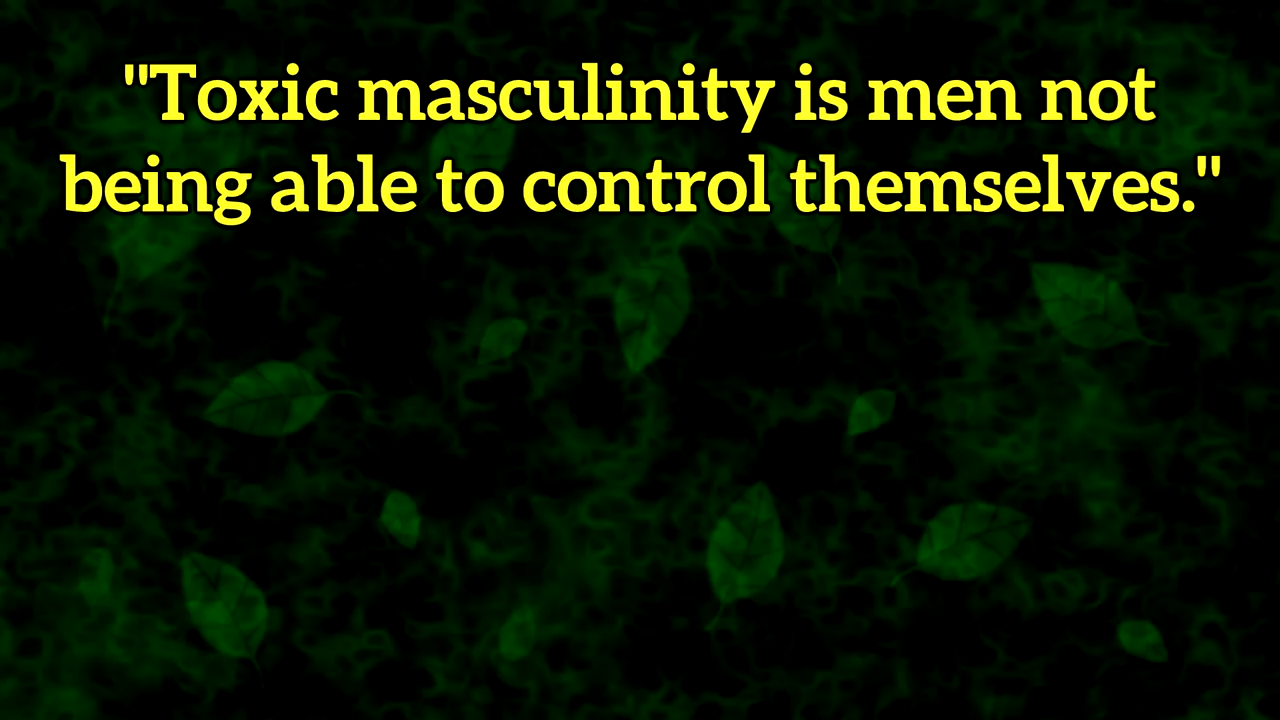 "Toxic masculinity is men not
being able to control themselves."